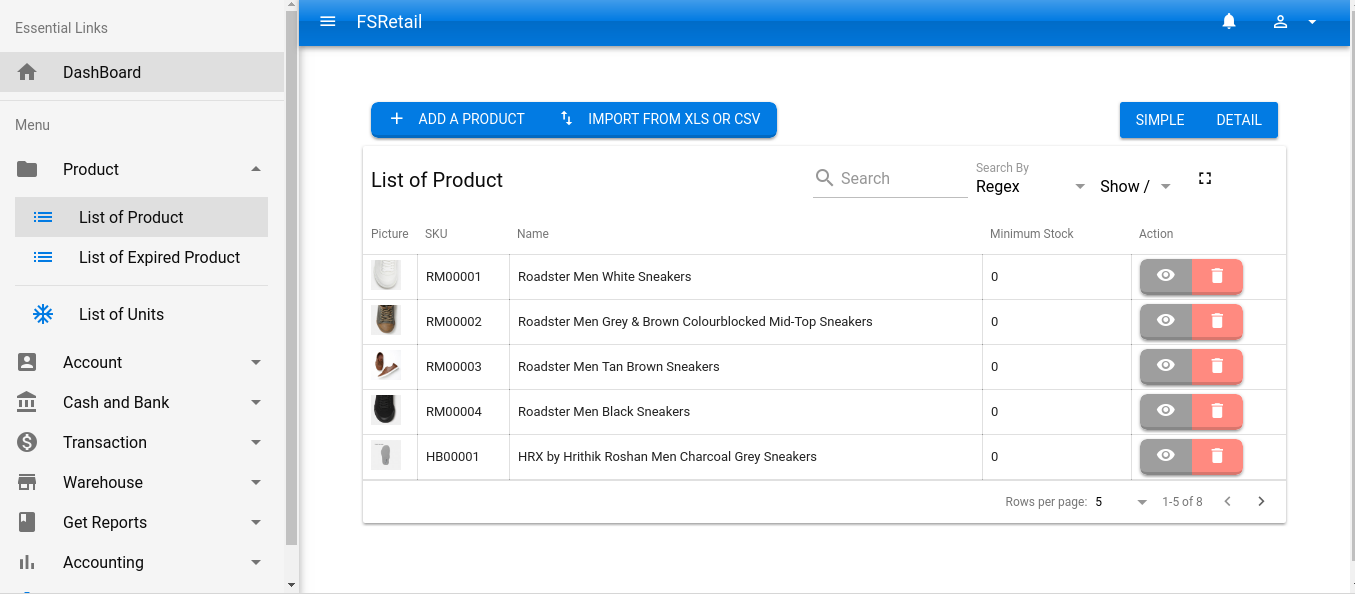 Essential Links
DashBoard
Menu
Product
List of Product
List of Expired Product
List of Units
Account
Cash and Bank
Transaction
Warehouse
Get Reports
Accounting
FSRetail
ADD A PRODUCT IMPORT FROM XLS OR CSV SIMPLE DETAIL
List of Product Search Search By Regex Show /
Picture SKU Name Minimum Stock Action
RM00001 Roadster Men White Sneakers 0
RM00002 Roadster Men Grey & Brown Colourblocked Mid-Top Sneakers 0
RM00003 Roadster Men Tan Brown Sneakers 0
RM00004 Roadster Men Black Sneakers 0
HB00001 HRX by Hrithik Roshan Men Charcoal Grey Sneakers 0
Rows per page: 5 1-5 of 8